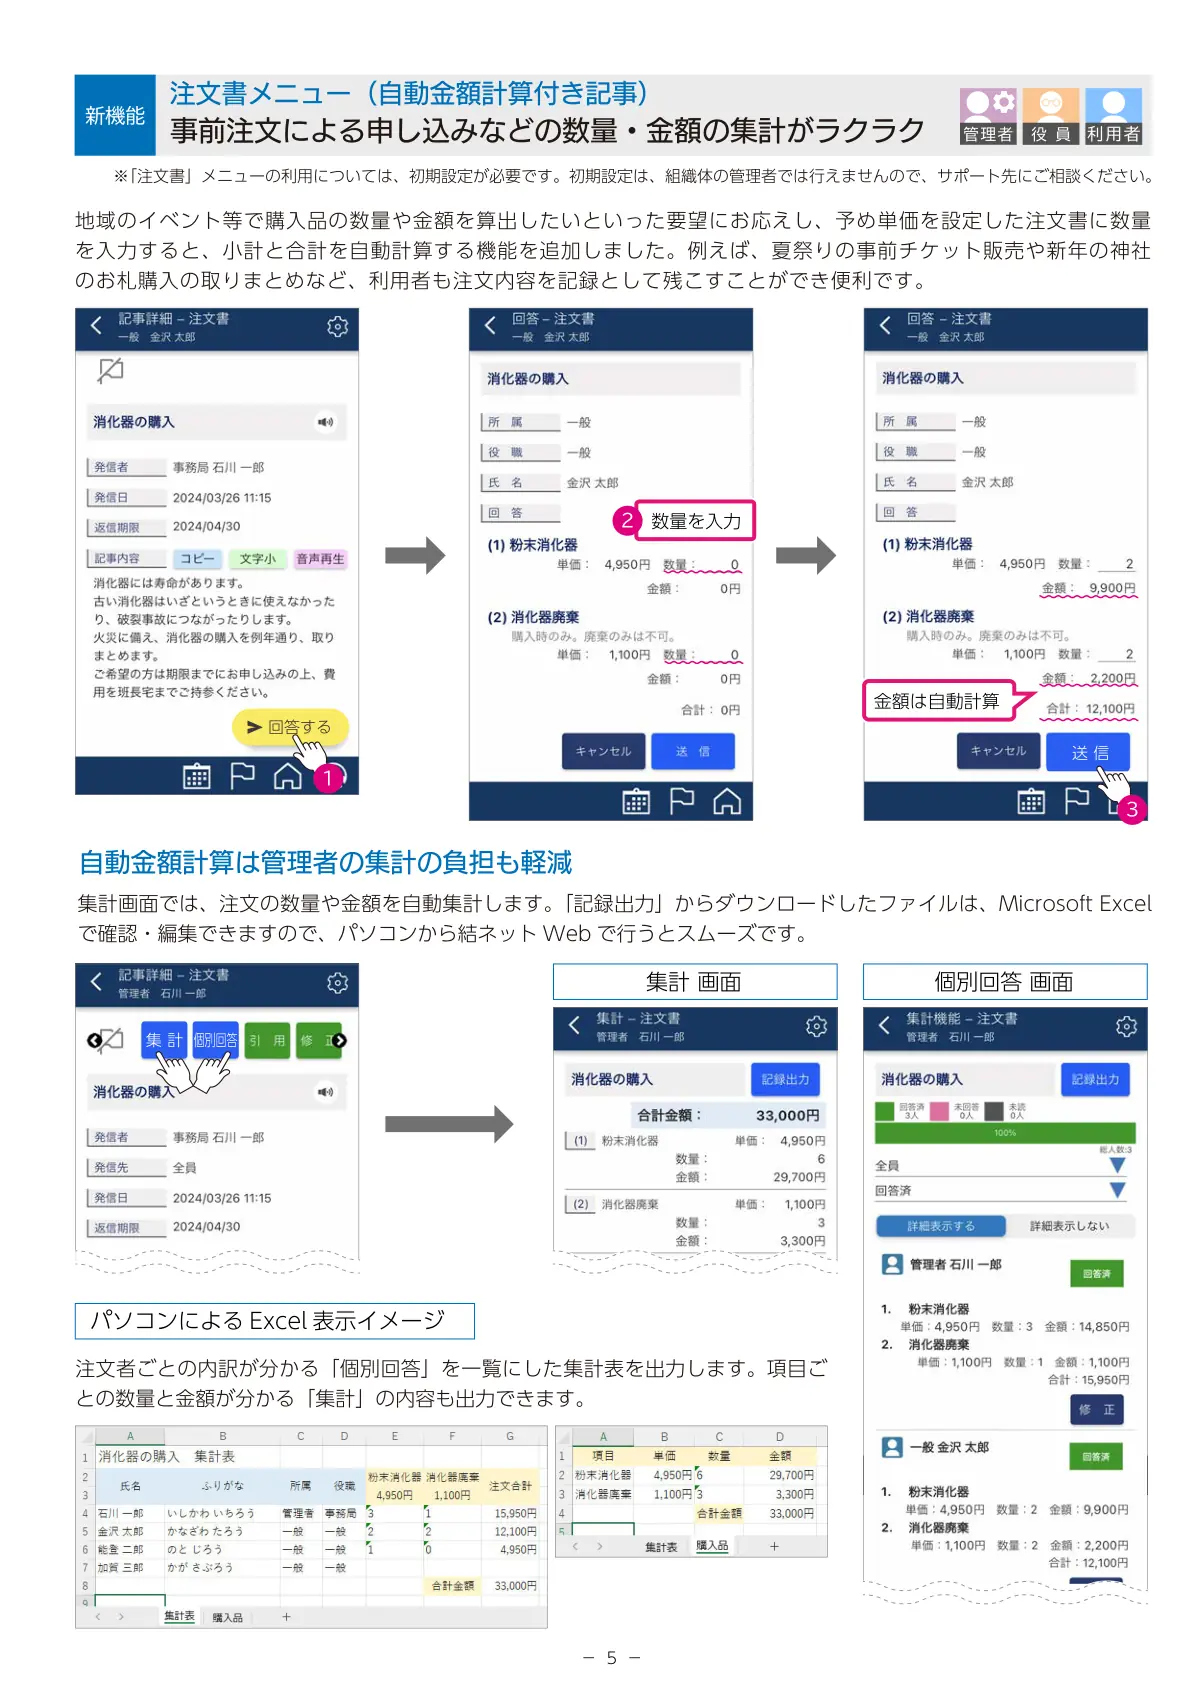 新機能
注文書メニュー（自動金額計算付き記事）
事前注文による申し込みなどの数量・金額の集計がラクラク
管理者 役 員 利用者
※「注文書」メニューの利用については、初期設定が必要です。初期設定は、組織体の管理者では行えませんので、サポート先にご相談ください。
地域のイベント等で購入品の数量や金額を算出したいといった要望にお応えし、予め単価を設定した注文書に数量
を入力すると、小計と合計を自動計算する機能を追加しました。例えば、夏祭りの事前チケット販売や新年の神社
のお札購入の取りまとめなど、利用者も注文内容を記録として残こすことができ便利です。
記事詳細 – 注文書
一般 金沢 太郎
消化器の購入
発信者 事務局 石川 一郎
発信日 2024/03/26 11:15
返信期限 2024/04/30
記事内容 コピー 文字小 音声再生
消化器には寿命があります。
古い消化器はいざというときに使えなかった
り、破裂事故につながったりします。
火災に備え、消化器の購入を例年通り、取り
まとめます。
ご希望の方は期限までにお申し込みの上、費
用を班長宅までご持参ください。
回答する
1
回答 – 注文書
一般 金沢 太郎
消化器の購入
所 属 一般
役 職 一般
氏 名 金沢 太郎
回 答
2 数量を入力
(1) 粉末消化器
単価： 4,950円 数量： 0
金額： 0円
(2) 消化器廃棄
購入時のみ。廃棄のみは不可。
単価： 1,100円 数量： 0
金額： 0円
合計： 0円
キャンセル 送 信
回答 – 注文書
一般 金沢 太郎
消化器の購入
所 属 一般
役 職 一般
氏 名 金沢 太郎
回 答
(1) 粉末消化器
単価： 4,950円 数量： 2
金額： 9,900円
(2) 消化器廃棄
購入時のみ。廃棄のみは不可。
単価： 1,100円 数量： 2
金額： 2,200円
金額は自動計算
合計： 12,100円
キャンセル 送 信
3
自動金額計算は管理者の集計の負担も軽減
集計画面では、注文の数量や金額を自動集計します。「記録出力」からダウンロードしたファイルは、Microsoft Excel
で確認・編集できますので、パソコンから結ネット Web で行うとスムーズです。
記事詳細 – 注文書
管理者 石川 一郎
集 計 個別回答 引 用 修 正
消化器の購入
発信者 事務局 石川 一郎
発信先 全員
発信日 2024/03/26 11:15
返信期限 2024/04/30
集計 画面
集計 – 注文書
管理者 石川 一郎
消化器の購入 記録出力
合計金額： 33,000円
(1) 粉末消化器 単価： 4,950円
数量： 6
金額： 29,700円
(2) 消化器廃棄 単価： 1,100円
数量： 3
金額： 3,300円
個別回答 画面
集計機能 – 注文書
管理者 石川 一郎
消化器の購入 記録出力
回答済 3人 未回答 0人 未読 0人
100%
総人数:3
全員
回答済
詳細表示する 詳細表示しない
管理者 石川 一郎 回答済
1. 粉末消化器
単価：4,950円 数量：3 金額：14,850円
2. 消化器廃棄
単価：1,100円 数量：1 金額：1,100円
合計：15,950円
修 正
一般 金沢 太郎 回答済
1. 粉末消化器
単価：4,950円 数量：2 金額：9,900円
2. 消化器廃棄
単価：1,100円 数量：2 金額：2,200円
合計：12,100円
パソコンによる Excel 表示イメージ
注文者ごとの内訳が分かる「個別回答」を一覧にした集計表を出力します。項目ご
との数量と金額が分かる「集計」の内容も出力できます。
A B C D E F G
1 消化器の購入 集計表
2 氏名 ふりがな 所属 役職 粉末消化器 消化器廃棄 注文合計
3 4,950円 1,100円
4 石川 一郎 いしかわ いちろう 管理者 事務局 3 1 15,950円
5 金沢 太郎 かなざわ たろう 一般 一般 2 2 12,100円
6 能登 二郎 のと じろう 一般 一般 1 0 4,950円
7 加賀 三郎 かが さぶろう 一般 一般
8 合計金額 33,000円
9
< > 集計表 購入品 +
A B C D
1 項目 単価 数量 金額
2 粉末消化器 4,950円 6 29,700円
3 消化器廃棄 1,100円 3 3,300円
4 合計金額 33,000円
5
< > 集計表 購入品 +
– 5 –